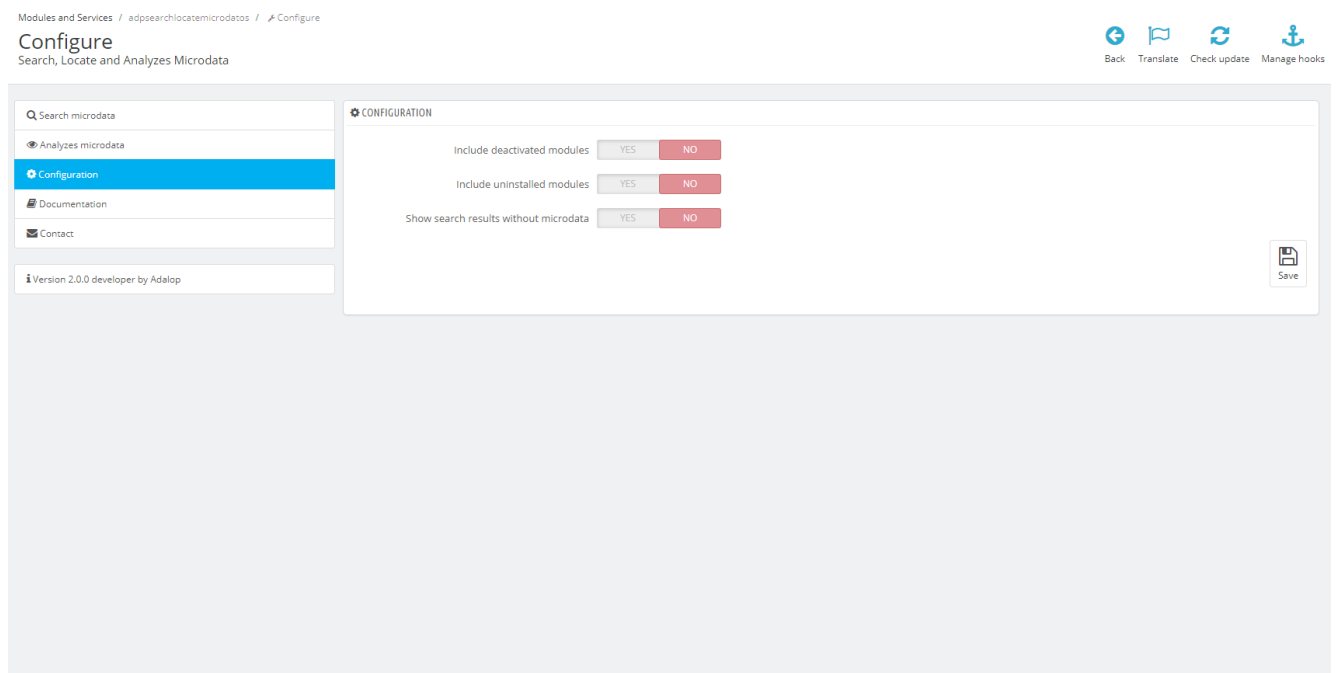 Modules and Services / adpsearchlocatemicrodatos / Configure
Configure
Search, Locate and Analyzes Microdata
Back Translate Check update Manage hooks
Search microdata
Analyzes microdata
Configuration
Documentation
Contact
Version 2.0.0 developer by Adalop
CONFIGURATION
Include deactivated modules YES NO
Include uninstalled modules YES NO
Show search results without microdata YES NO
Save